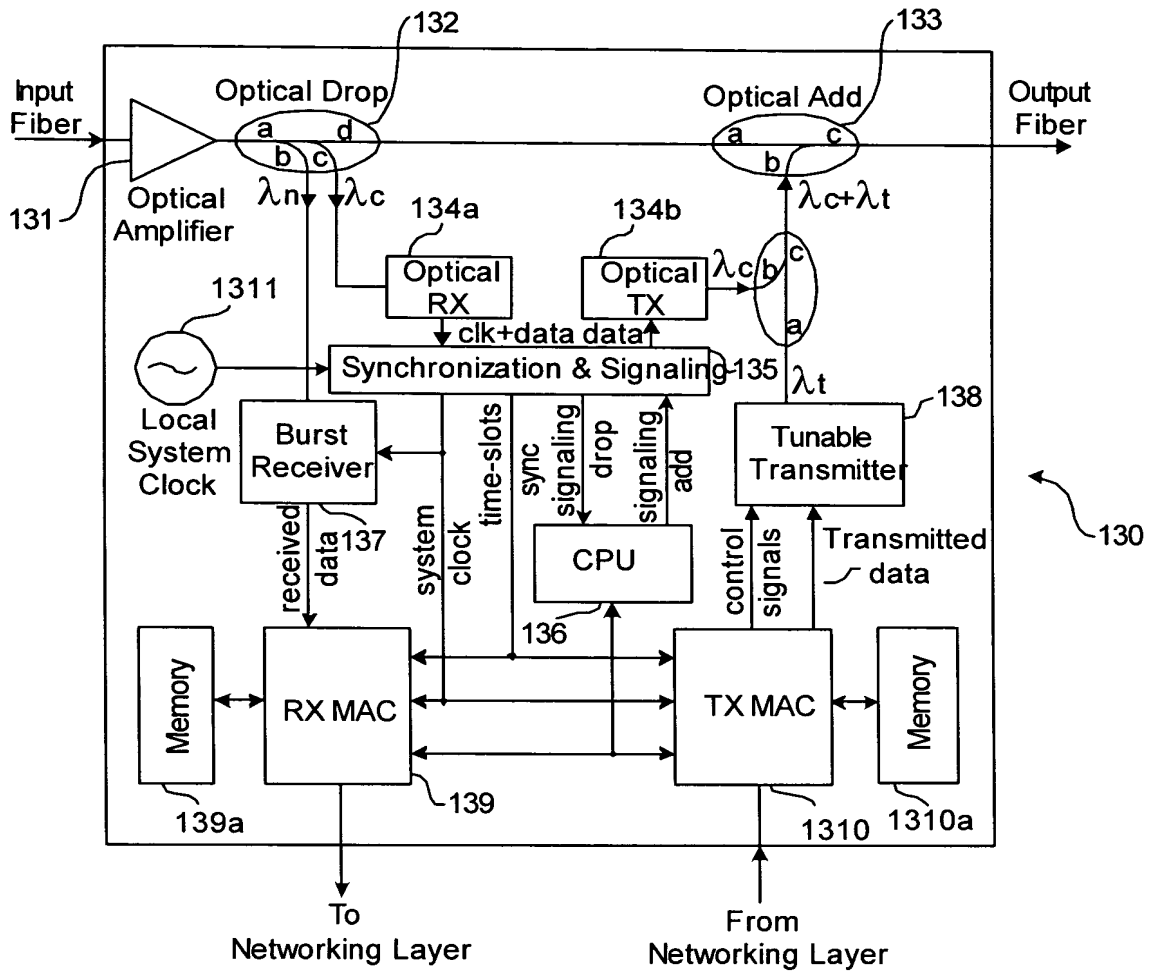 132
133
Input
Fiber
Optical Drop
Optical Add
Output
Fiber
a
d
b
c
a
c
b
131
Optical
Amplifier
λn
λc
λc+λt
134a
134b
Optical
RX
Optical
TX
λc
b
c
a
1311
clk+data
data
Synchronization & Signaling
135
λt
138
Local
System
Clock
Burst
Receiver
137
time-slots
sync
signaling
drop
signaling
add
Tunable
Transmitter
130
received
data
system
clock
CPU
136
control
signals
Transmitted
data
Memory
RX MAC
TX MAC
Memory
139a
139
1310
1310a
To
Networking Layer
From
Networking Layer